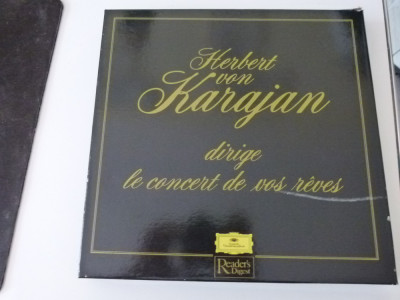 Herbert
von
Karajan
dirige
le concert de vos rêves
Reader's
Digest